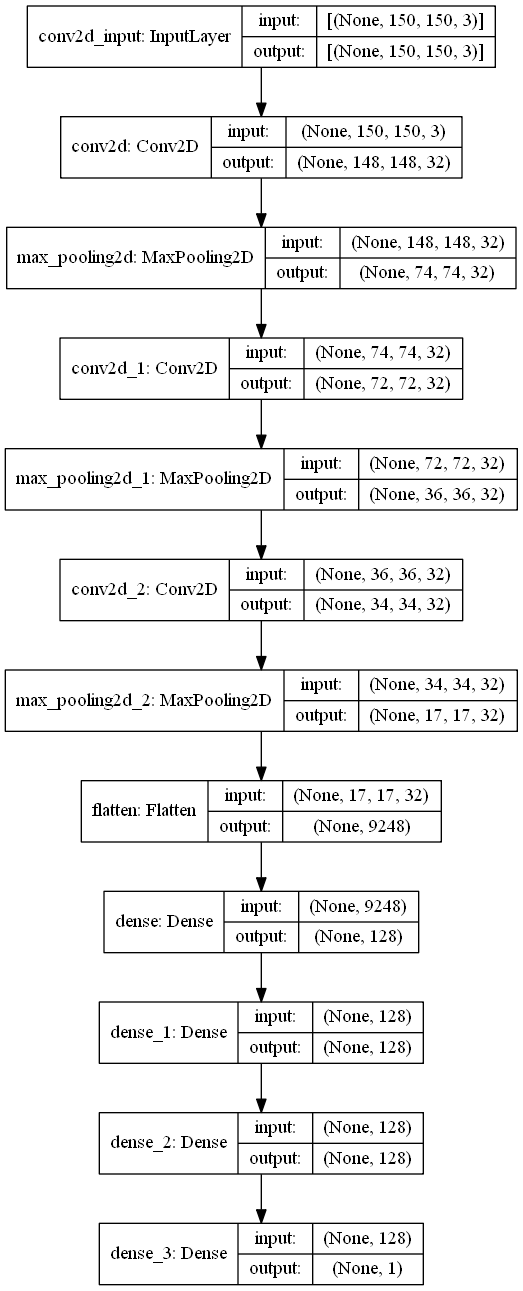 conv2d_input: InputLayer
input: [(None, 150, 150, 3)]
output: [(None, 150, 150, 3)]
conv2d: Conv2D
input: (None, 150, 150, 3)
output: (None, 148, 148, 32)
max_pooling2d: MaxPooling2D
input: (None, 148, 148, 32)
output: (None, 74, 74, 32)
conv2d_1: Conv2D
input: (None, 74, 74, 32)
output: (None, 72, 72, 32)
max_pooling2d_1: MaxPooling2D
input: (None, 72, 72, 32)
output: (None, 36, 36, 32)
conv2d_2: Conv2D
input: (None, 36, 36, 32)
output: (None, 34, 34, 32)
max_pooling2d_2: MaxPooling2D
input: (None, 34, 34, 32)
output: (None, 17, 17, 32)
flatten: Flatten
input: (None, 17, 17, 32)
output: (None, 9248)
dense: Dense
input: (None, 9248)
output: (None, 128)
dense_1: Dense
input: (None, 128)
output: (None, 128)
dense_2: Dense
input: (None, 128)
output: (None, 128)
dense_3: Dense
input: (None, 128)
output: (None, 1)